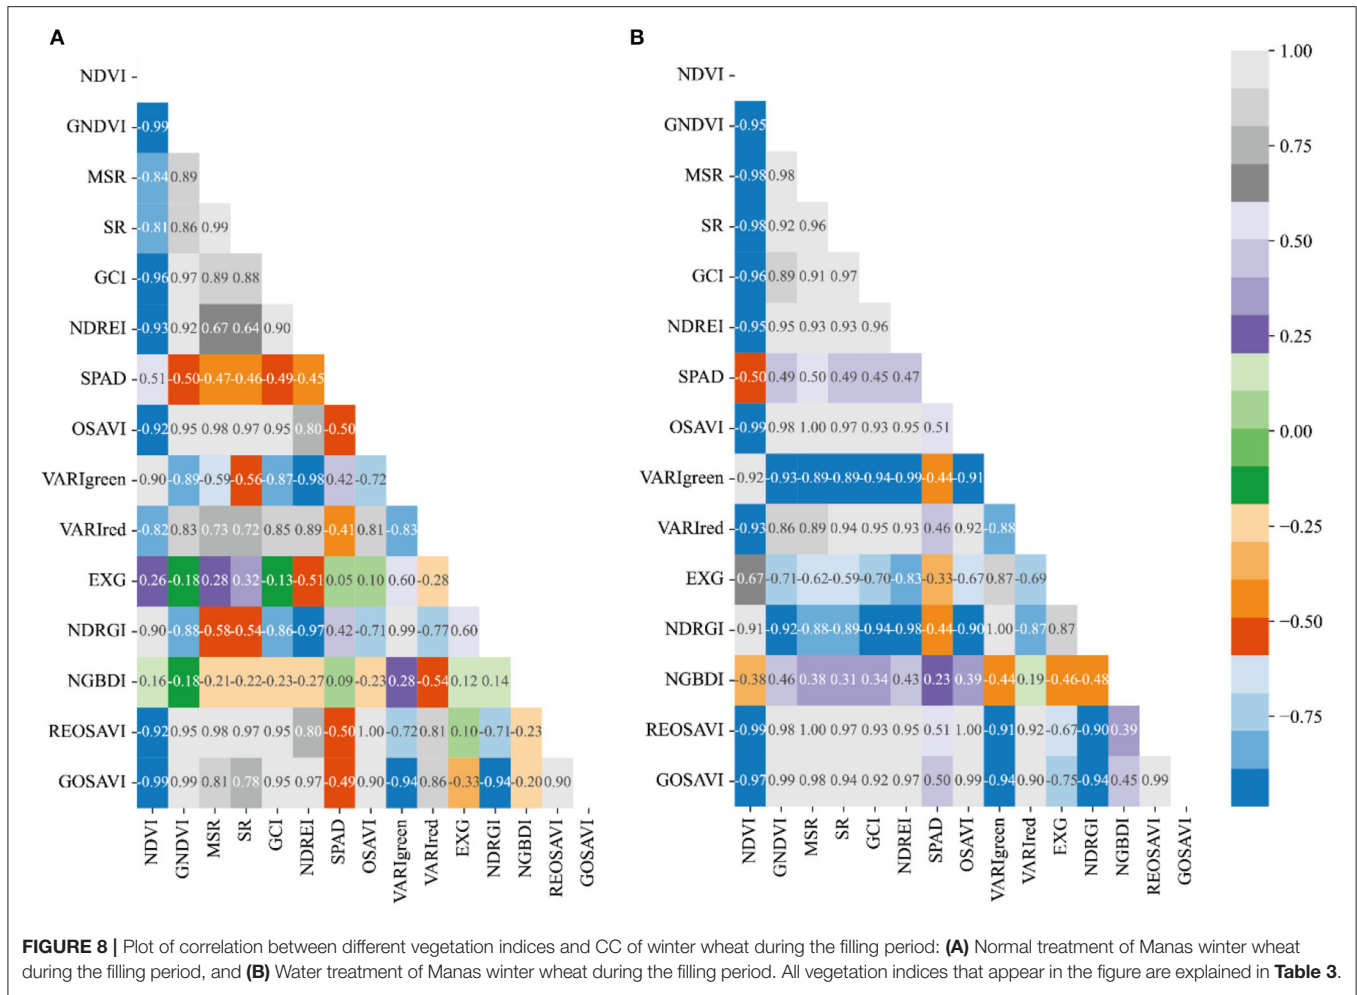 A
B
NDVI
GNDVI -0.99
MSR -0.84 0.89
SR -0.81 0.86 0.99
GCI -0.96 0.97 0.89 0.88
NDREI -0.93 0.92 0.67 0.64 0.90
SPAD 0.51 -0.50 -0.47 -0.46 -0.49 -0.45
OSAVI -0.92 0.95 0.98 0.97 0.95 0.80 -0.50
VARIgreen 0.90 -0.89 -0.59 -0.56 -0.87 -0.98 0.42 -0.72
VARIred -0.82 0.83 0.73 0.72 0.85 0.89 -0.41 0.81 -0.83
EXG 0.26 -0.18 0.28 0.32 -0.13 -0.51 0.05 0.10 0.60 -0.28
NDRGI 0.90 -0.88 -0.58 -0.54 -0.86 -0.97 0.42 -0.71 0.99 -0.77 0.60
NGBDI 0.16 -0.18 -0.21 -0.22 -0.23 -0.27 0.09 -0.23 0.28 -0.54 0.12 0.14
REOSAVI -0.92 0.95 0.98 0.97 0.95 0.80 -0.50 1.00 -0.72 0.81 0.10 -0.71 -0.23
GOSAVI -0.99 0.99 0.81 0.78 0.95 0.97 -0.49 0.90 -0.94 0.86 -0.33 -0.94 -0.20 0.90
NDVI GNDVI MSR SR GCI NDREI SPAD OSAVI VARIgreen VARIred EXG NDRGI NGBDI REOSAVI GOSAVI
NDVI
GNDVI -0.95
MSR -0.98 0.98
SR -0.98 0.92 0.96
GCI -0.96 0.89 0.91 0.97
NDREI -0.95 0.95 0.93 0.93 0.96
SPAD -0.50 0.49 0.50 0.49 0.45 0.47
OSAVI -0.99 0.98 1.00 0.97 0.93 0.95 0.51
VARIgreen 0.92 -0.93 -0.89 -0.89 -0.94 -0.99 -0.44 -0.91
VARIred -0.93 0.86 0.89 0.94 0.95 0.93 0.46 0.92 -0.88
EXG 0.67 -0.71 -0.62 -0.59 -0.70 -0.83 -0.33 -0.67 0.87 -0.69
NDRGI 0.91 -0.92 -0.88 -0.89 -0.94 -0.98 -0.44 -0.90 1.00 -0.87 0.87
NGBDI -0.38 0.46 0.38 0.31 0.34 0.43 0.23 0.39 -0.44 0.19 -0.46 -0.48
REOSAVI -0.99 0.98 1.00 0.97 0.93 0.95 0.51 1.00 -0.91 0.92 -0.67 -0.90 0.39
GOSAVI -0.97 0.99 0.98 0.94 0.92 0.97 0.50 0.99 -0.94 0.90 -0.75 -0.94 0.45 0.99
NDVI GNDVI MSR SR GCI NDREI SPAD OSAVI VARIgreen VARIred EXG NDRGI NGBDI REOSAVI GOSAVI
1.00
0.75
0.50
0.25
0.00
−0.25
−0.50
−0.75
FIGURE 8 | Plot of correlation between different vegetation indices and CC of winter wheat during the filling period: (A) Normal treatment of Manas winter wheat
during the filling period, and (B) Water treatment of Manas winter wheat during the filling period. All vegetation indices that appear in the figure are explained in Table 3.